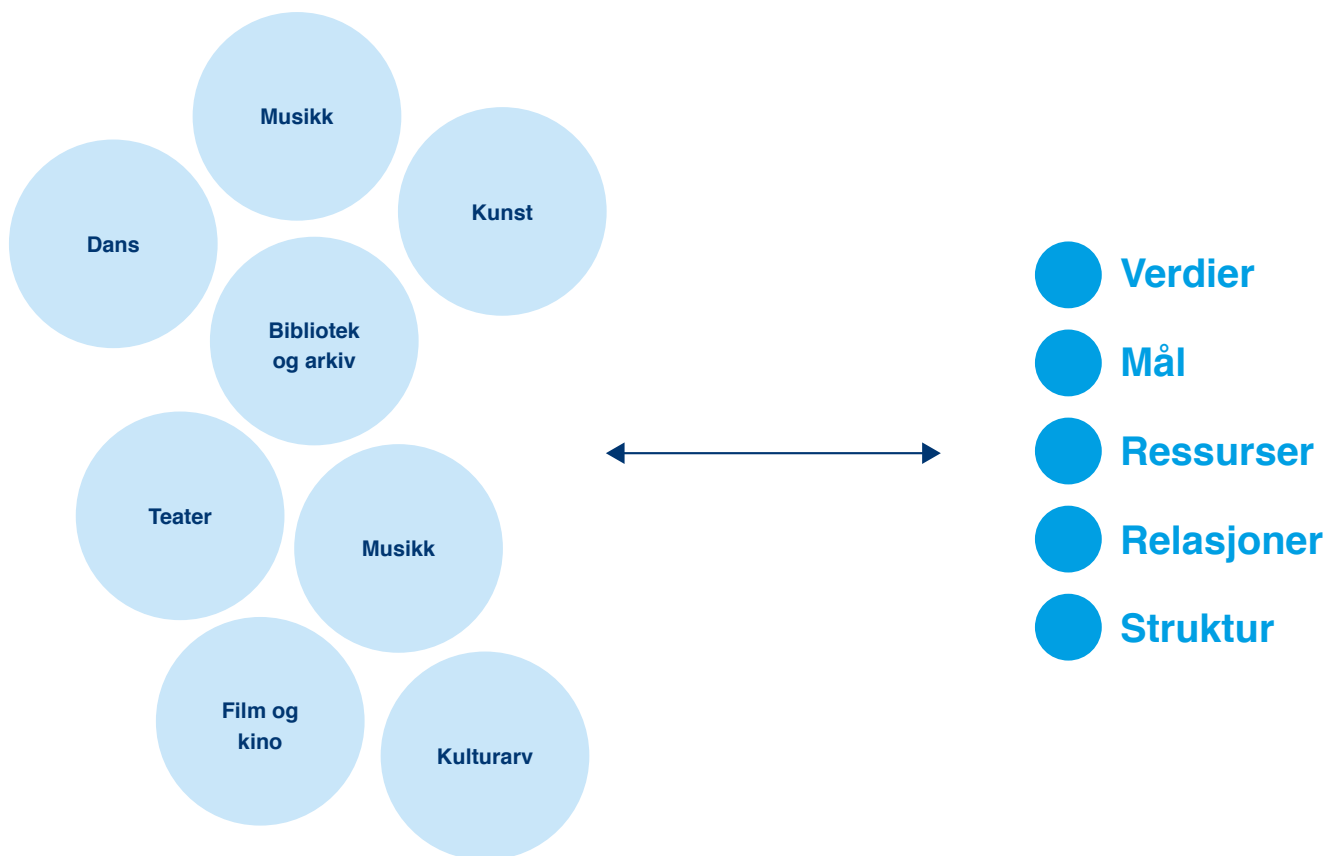 Musikk
Kunst
Dans
Bibliotek
og arkiv
Teater
Musikk
Film og
kino
Kulturarv
Verdier
Mål
Ressurser
Relasjoner
Struktur